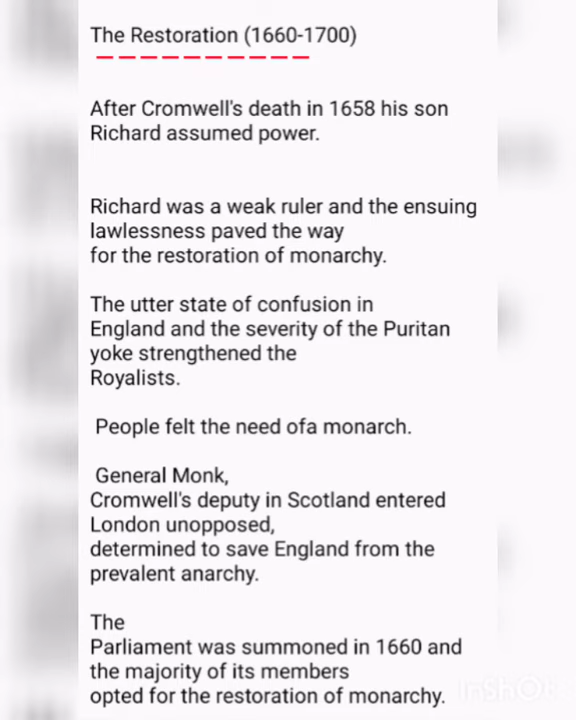 The Restoration (1660-1700)
After Cromwell's death in 1658 his son
Richard assumed power.
Richard was a weak ruler and the ensuing
lawlessness paved the way
for the restoration of monarchy.
The utter state of confusion in
England and the severity of the Puritan
yoke strengthened the
Royalists.
People felt the need ofa monarch.
General Monk,
Cromwell's deputy in Scotland entered
London unopposed,
determined to save England from the
prevalent anarchy.
The
Parliament was summoned in 1660 and
the majority of its members
opted for the restoration of monarchy.
InShOt